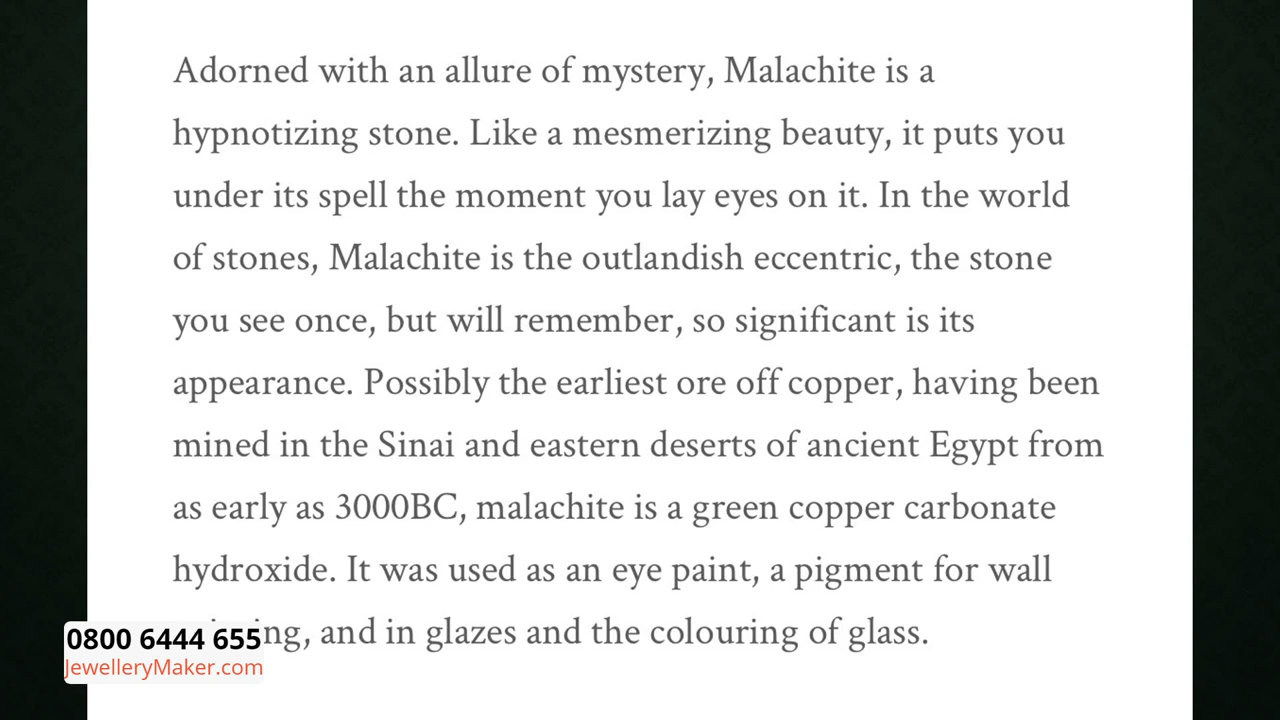 Adorned with an allure of mystery, Malachite is a
hypnotizing stone. Like a mesmerizing beauty, it puts you
under its spell the moment you lay eyes on it. In the world
of stones, Malachite is the outlandish eccentric, the stone
you see once, but will remember, so significant is its
appearance. Possibly the earliest ore off copper, having been
mined in the Sinai and eastern deserts of ancient Egypt from
as early as 3000BC, malachite is a green copper carbonate
hydroxide. It was used as an eye paint, a pigment for wall
and in glazes and the colouring of glass.
0800 6444 655
JewelleryMaker.com